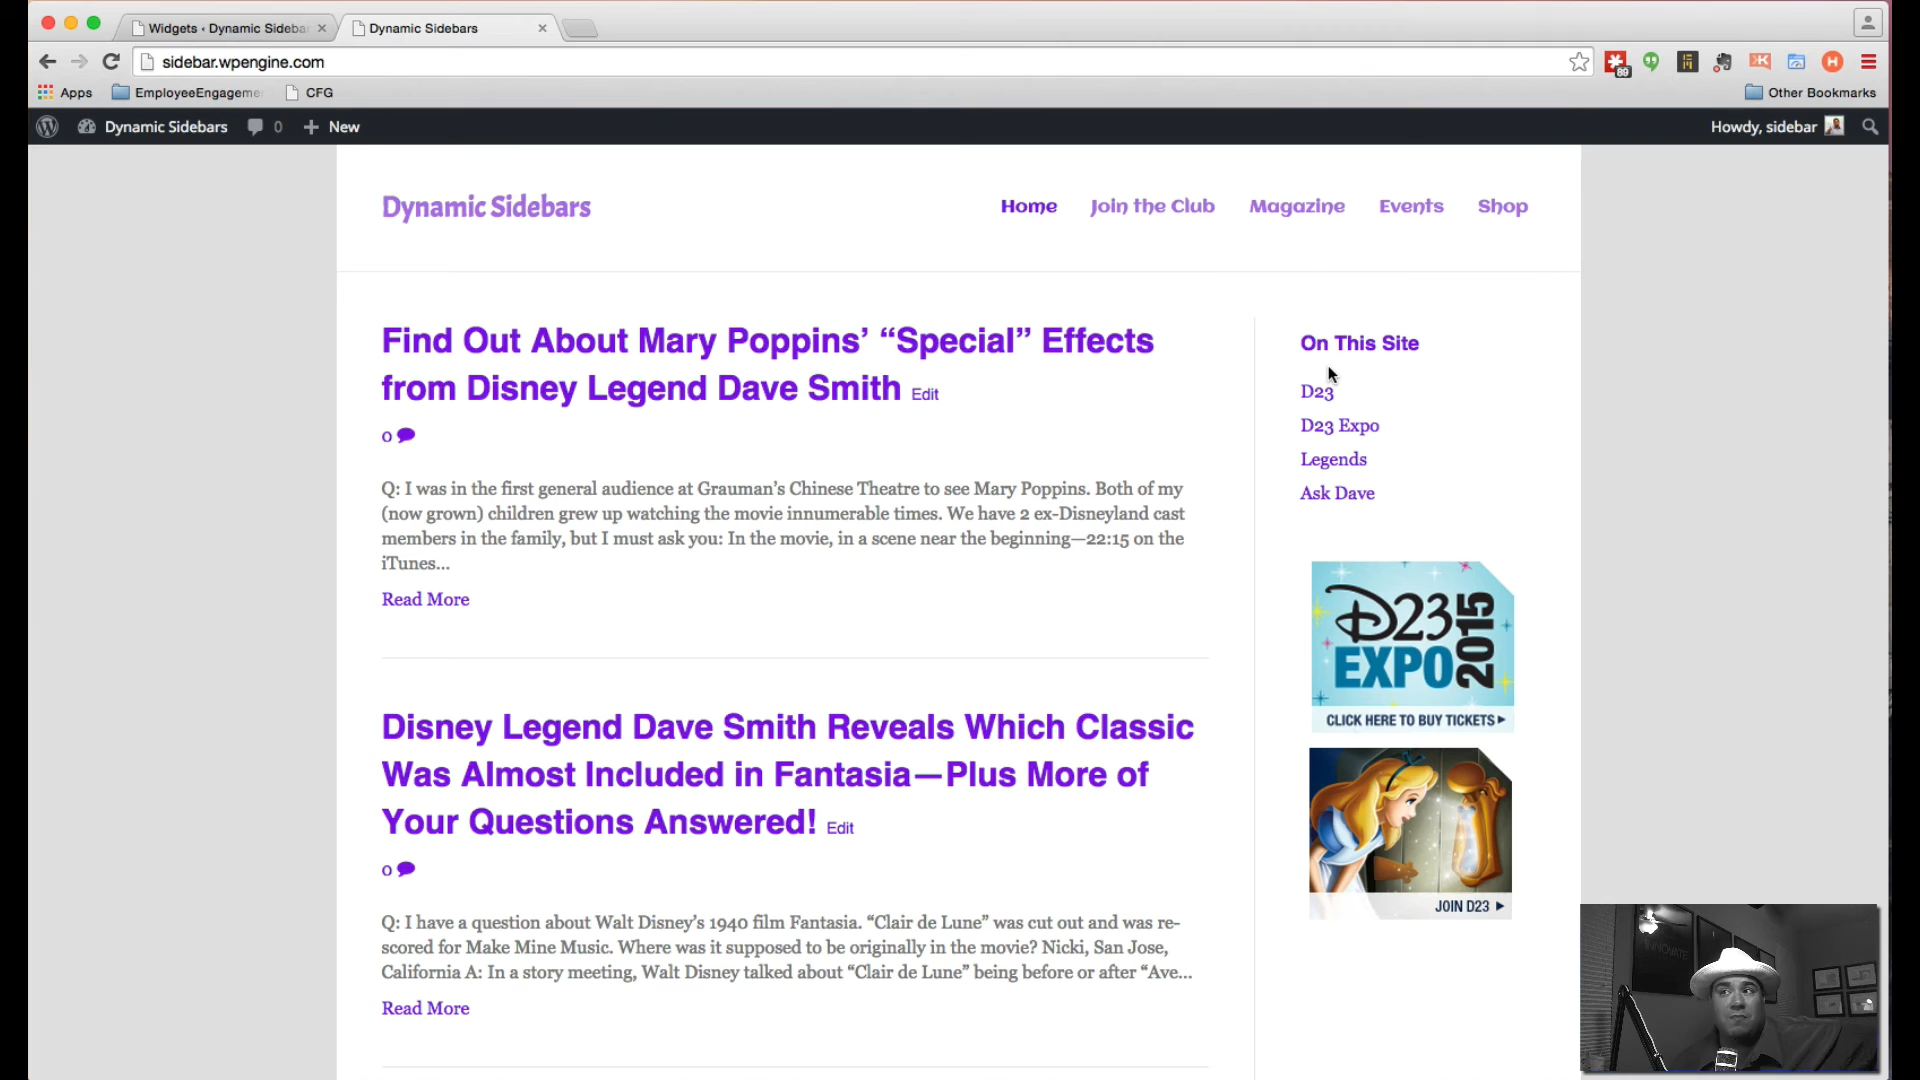 Widgets ‹ Dynamic Sideba
Dynamic Sidebars
sidebar.wpengine.com
89
Apps
EmployeeEngageme
CFG
Other Bookmarks
Dynamic Sidebars
0
New
Howdy, sidebar
Dynamic Sidebars
Home
Join the Club
Magazine
Events
Shop
Find Out About Mary Poppins’ “Special” Effects
from Disney Legend Dave Smith Edit
0
Q: I was in the first general audience at Grauman’s Chinese Theatre to see Mary Poppins. Both of my
(now grown) children grew up watching the movie innumerable times. We have 2 ex-Disneyland cast
members in the family, but I must ask you: In the movie, in a scene near the beginning—22:15 on the
iTunes...
Read More
Disney Legend Dave Smith Reveals Which Classic
Was Almost Included in Fantasia—Plus More of
Your Questions Answered! Edit
0
Q: I have a question about Walt Disney’s 1940 film Fantasia. “Clair de Lune” was cut out and was re-
scored for Make Mine Music. Where was it supposed to be originally in the movie? Nicki, San Jose,
California A: In a story meeting, Walt Disney talked about “Clair de Lune” being before or after “Ave...
Read More
On This Site
D23
D23 Expo
Legends
Ask Dave
D23
EXPO
2015
CLICK HERE TO BUY TICKETS
JOIN D23
INNOVATE